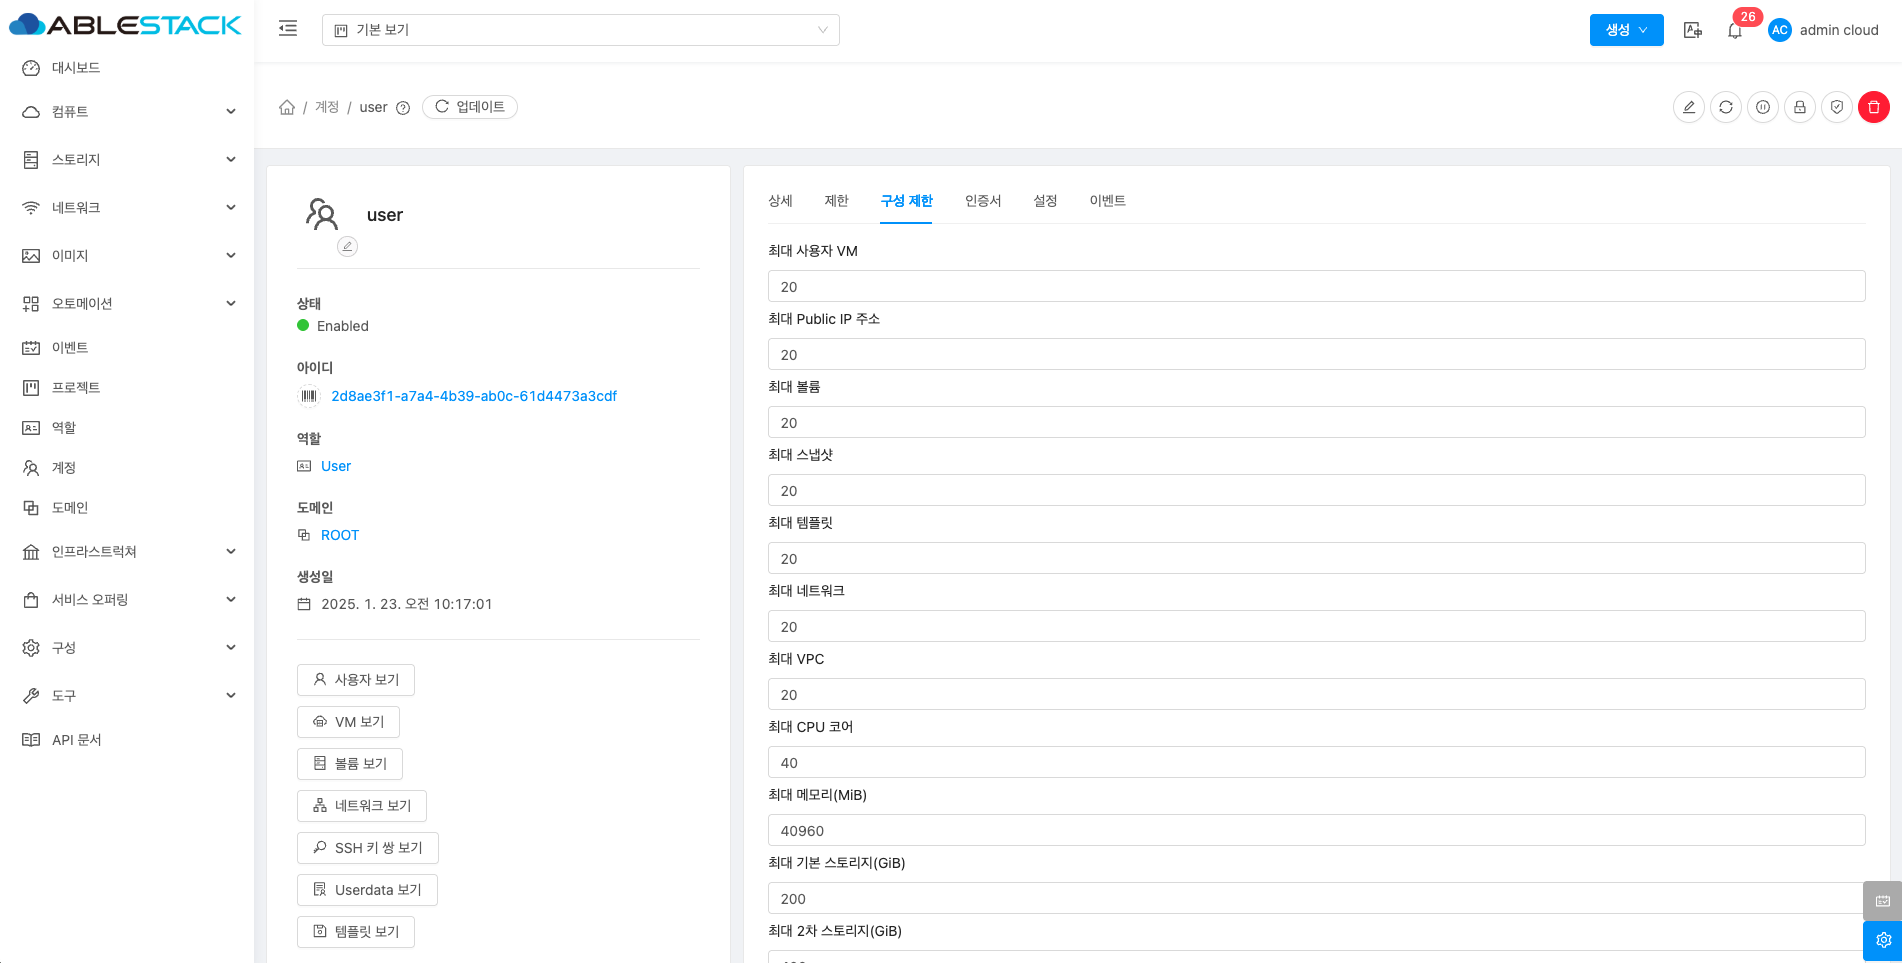 ABLESTACK
대시보드
컴퓨트
스토리지
네트워크
이미지
오토메이션
이벤트
프로젝트
역할
계정
도메인
인프라스트럭쳐
서비스 오퍼링
구성
도구
API 문서
기본 보기
생성
26
AC admin cloud
/ 계정 / user 업데이트
user
상태
Enabled
아이디
2d8ae3f1-a7a4-4b39-ab0c-61d4473a3cdf
역할
User
도메인
ROOT
생성일
2025. 1. 23. 오전 10:17:01
사용자 보기
VM 보기
볼륨 보기
네트워크 보기
SSH 키 쌍 보기
Userdata 보기
템플릿 보기
상세 제한 구성 제한 인증서 설정 이벤트
최대 사용자 VM
20
최대 Public IP 주소
20
최대 볼륨
20
최대 스냅샷
20
최대 템플릿
20
최대 네트워크
20
최대 VPC
20
최대 CPU 코어
40
최대 메모리(MiB)
40960
최대 기본 스토리지(GiB)
200
최대 2차 스토리지(GiB)